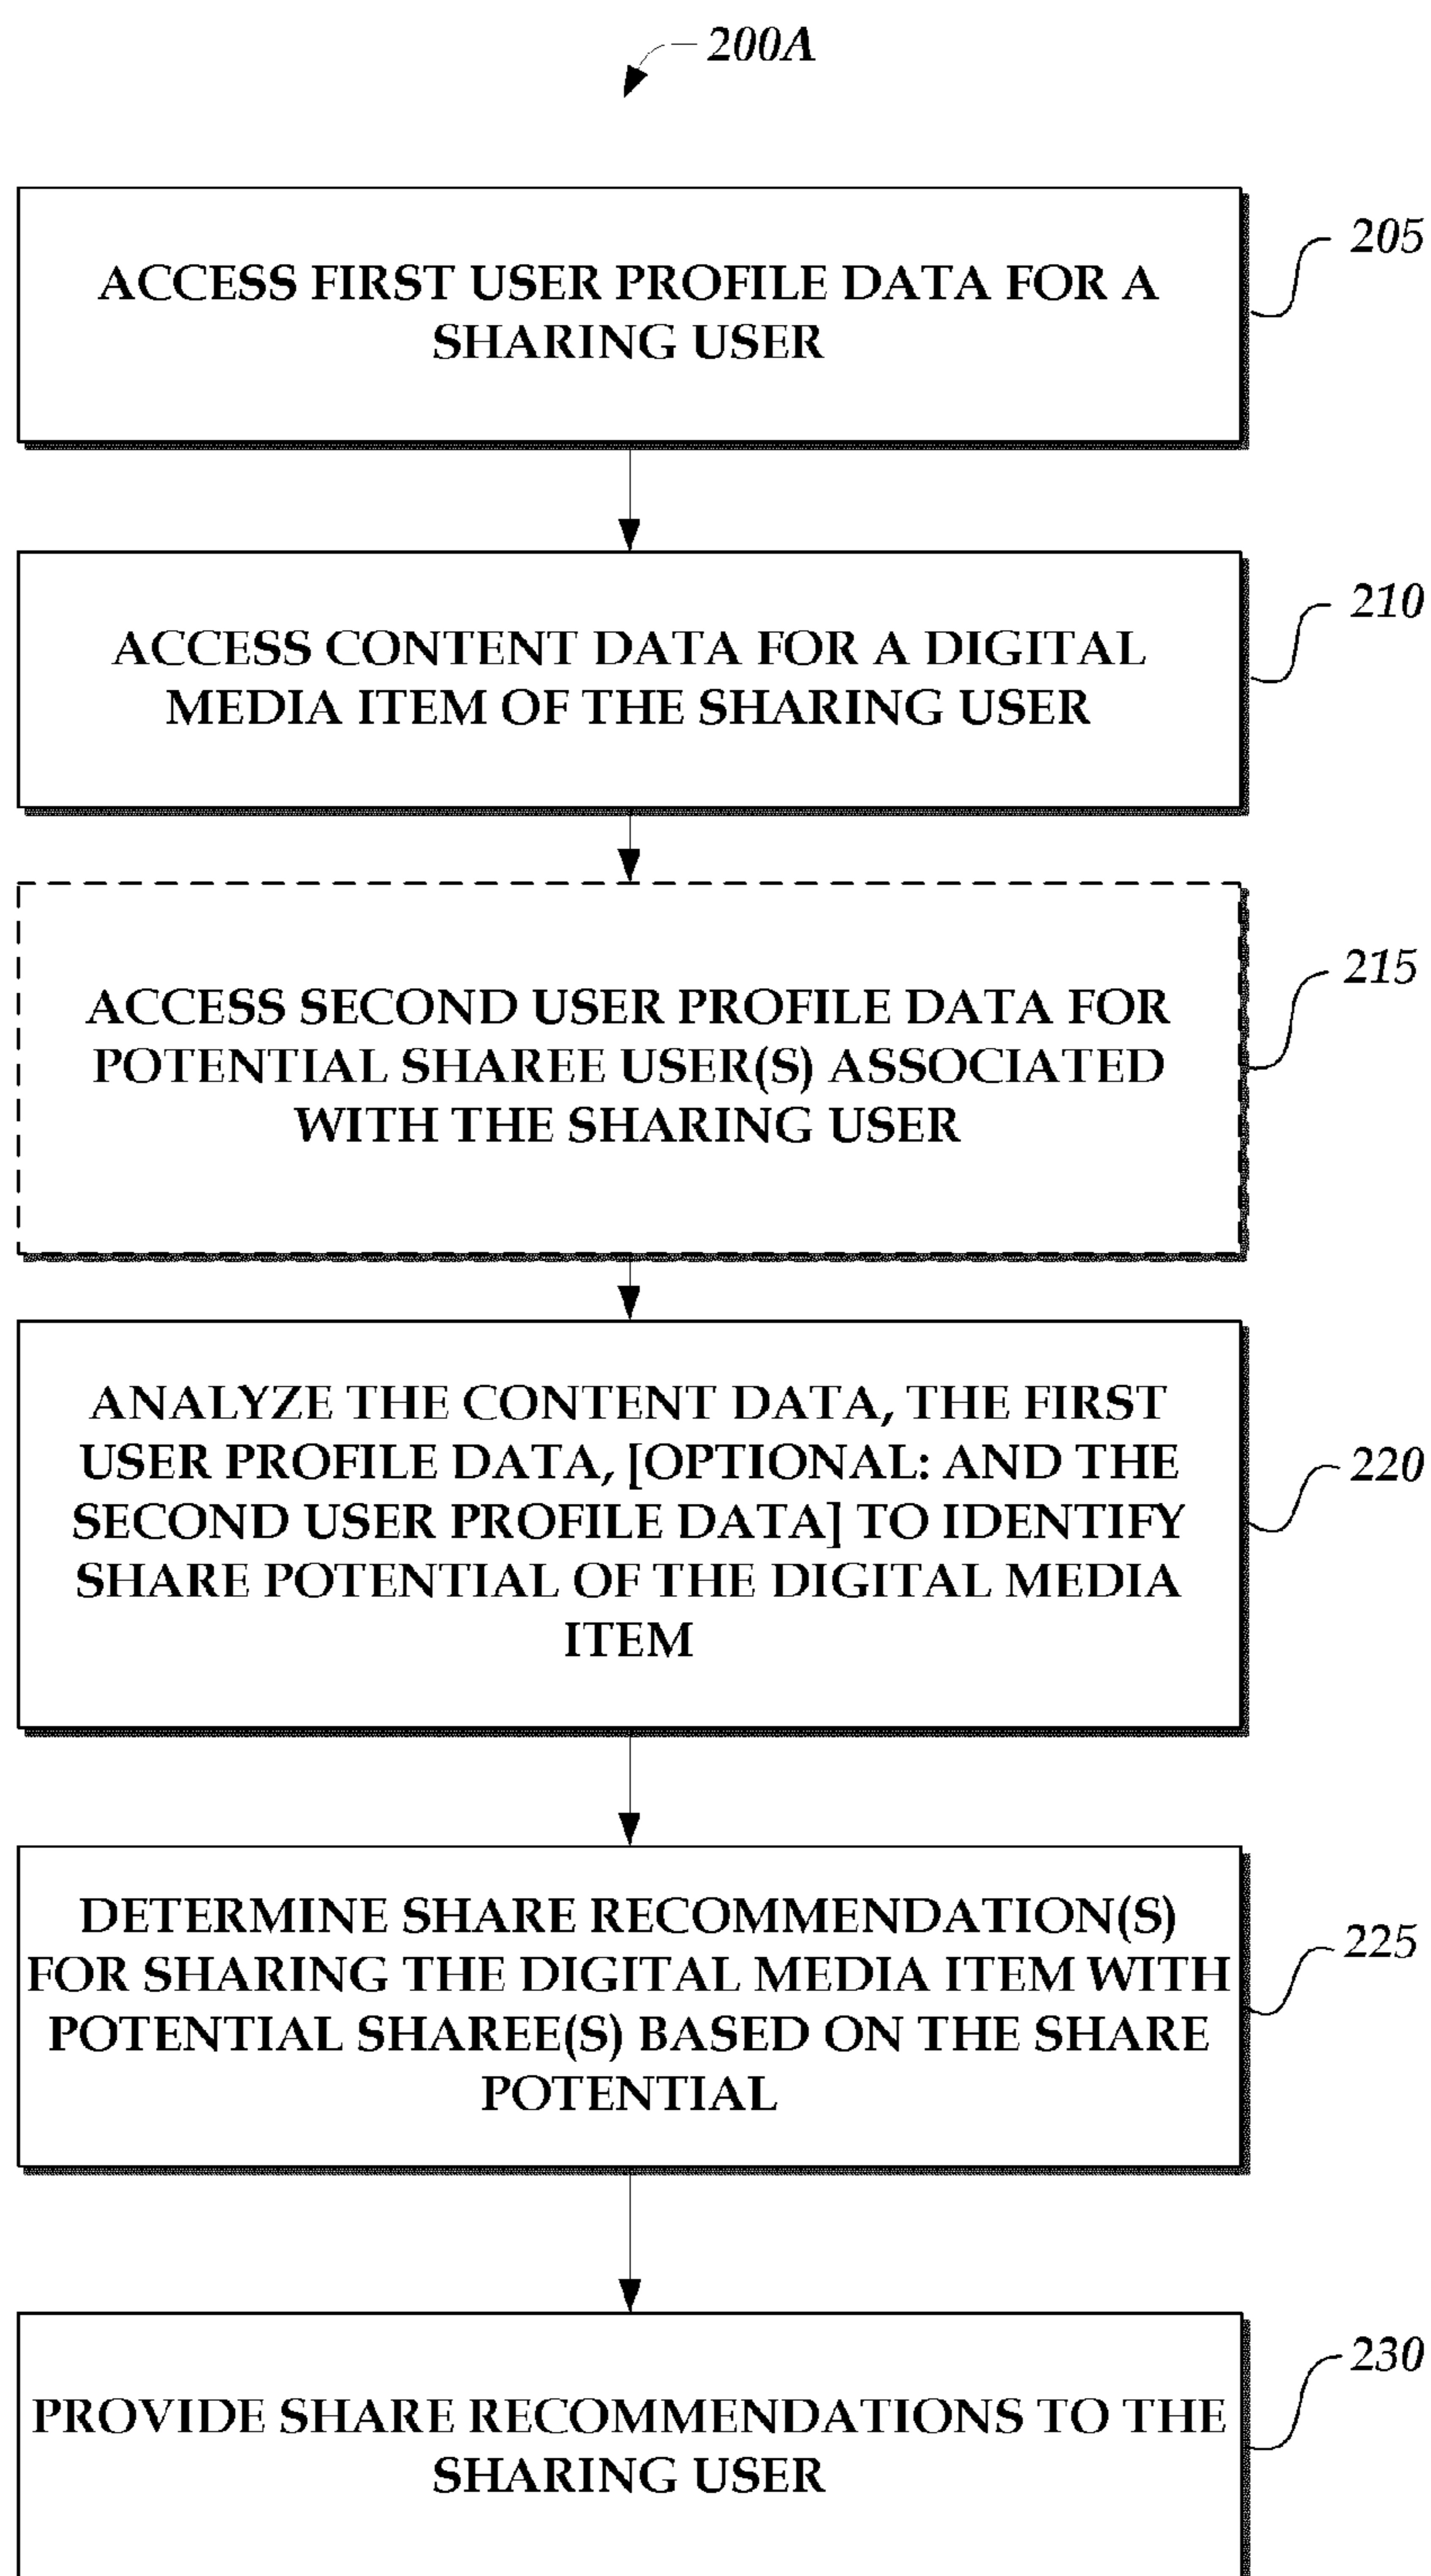 200A
ACCESS FIRST USER PROFILE DATA FOR A
SHARING USER
205
ACCESS CONTENT DATA FOR A DIGITAL
MEDIA ITEM OF THE SHARING USER
210
ACCESS SECOND USER PROFILE DATA FOR
POTENTIAL SHAREE USER(S) ASSOCIATED
WITH THE SHARING USER
215
ANALYZE THE CONTENT DATA, THE FIRST
USER PROFILE DATA, [OPTIONAL: AND THE
SECOND USER PROFILE DATA] TO IDENTIFY
SHARE POTENTIAL OF THE DIGITAL MEDIA
ITEM
220
DETERMINE SHARE RECOMMENDATION(S)
FOR SHARING THE DIGITAL MEDIA ITEM WITH
POTENTIAL SHAREE(S) BASED ON THE SHARE
POTENTIAL
225
PROVIDE SHARE RECOMMENDATIONS TO THE
SHARING USER
230